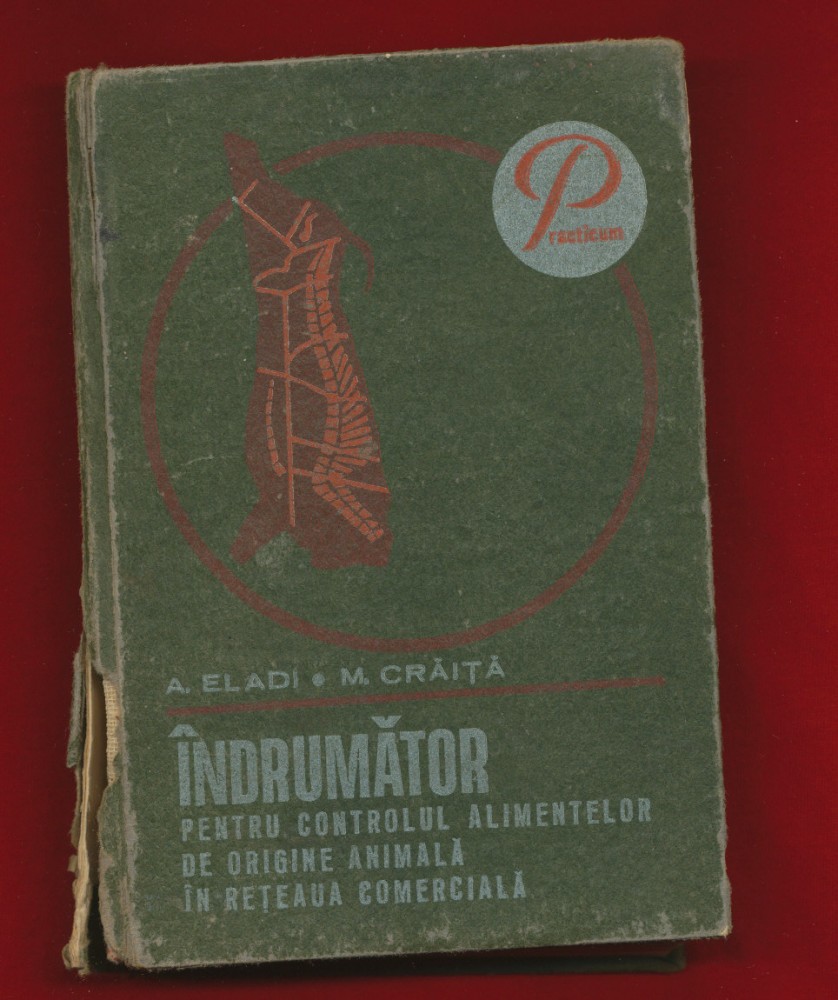 Practicum
A. ELADI • M. CRĂIȚĂ
ÎNDRUMĂTOR
PENTRU CONTROLUL ALIMENTELOR
DE ORIGINE ANIMALĂ
ÎN REȚEAUA COMERCIALĂ